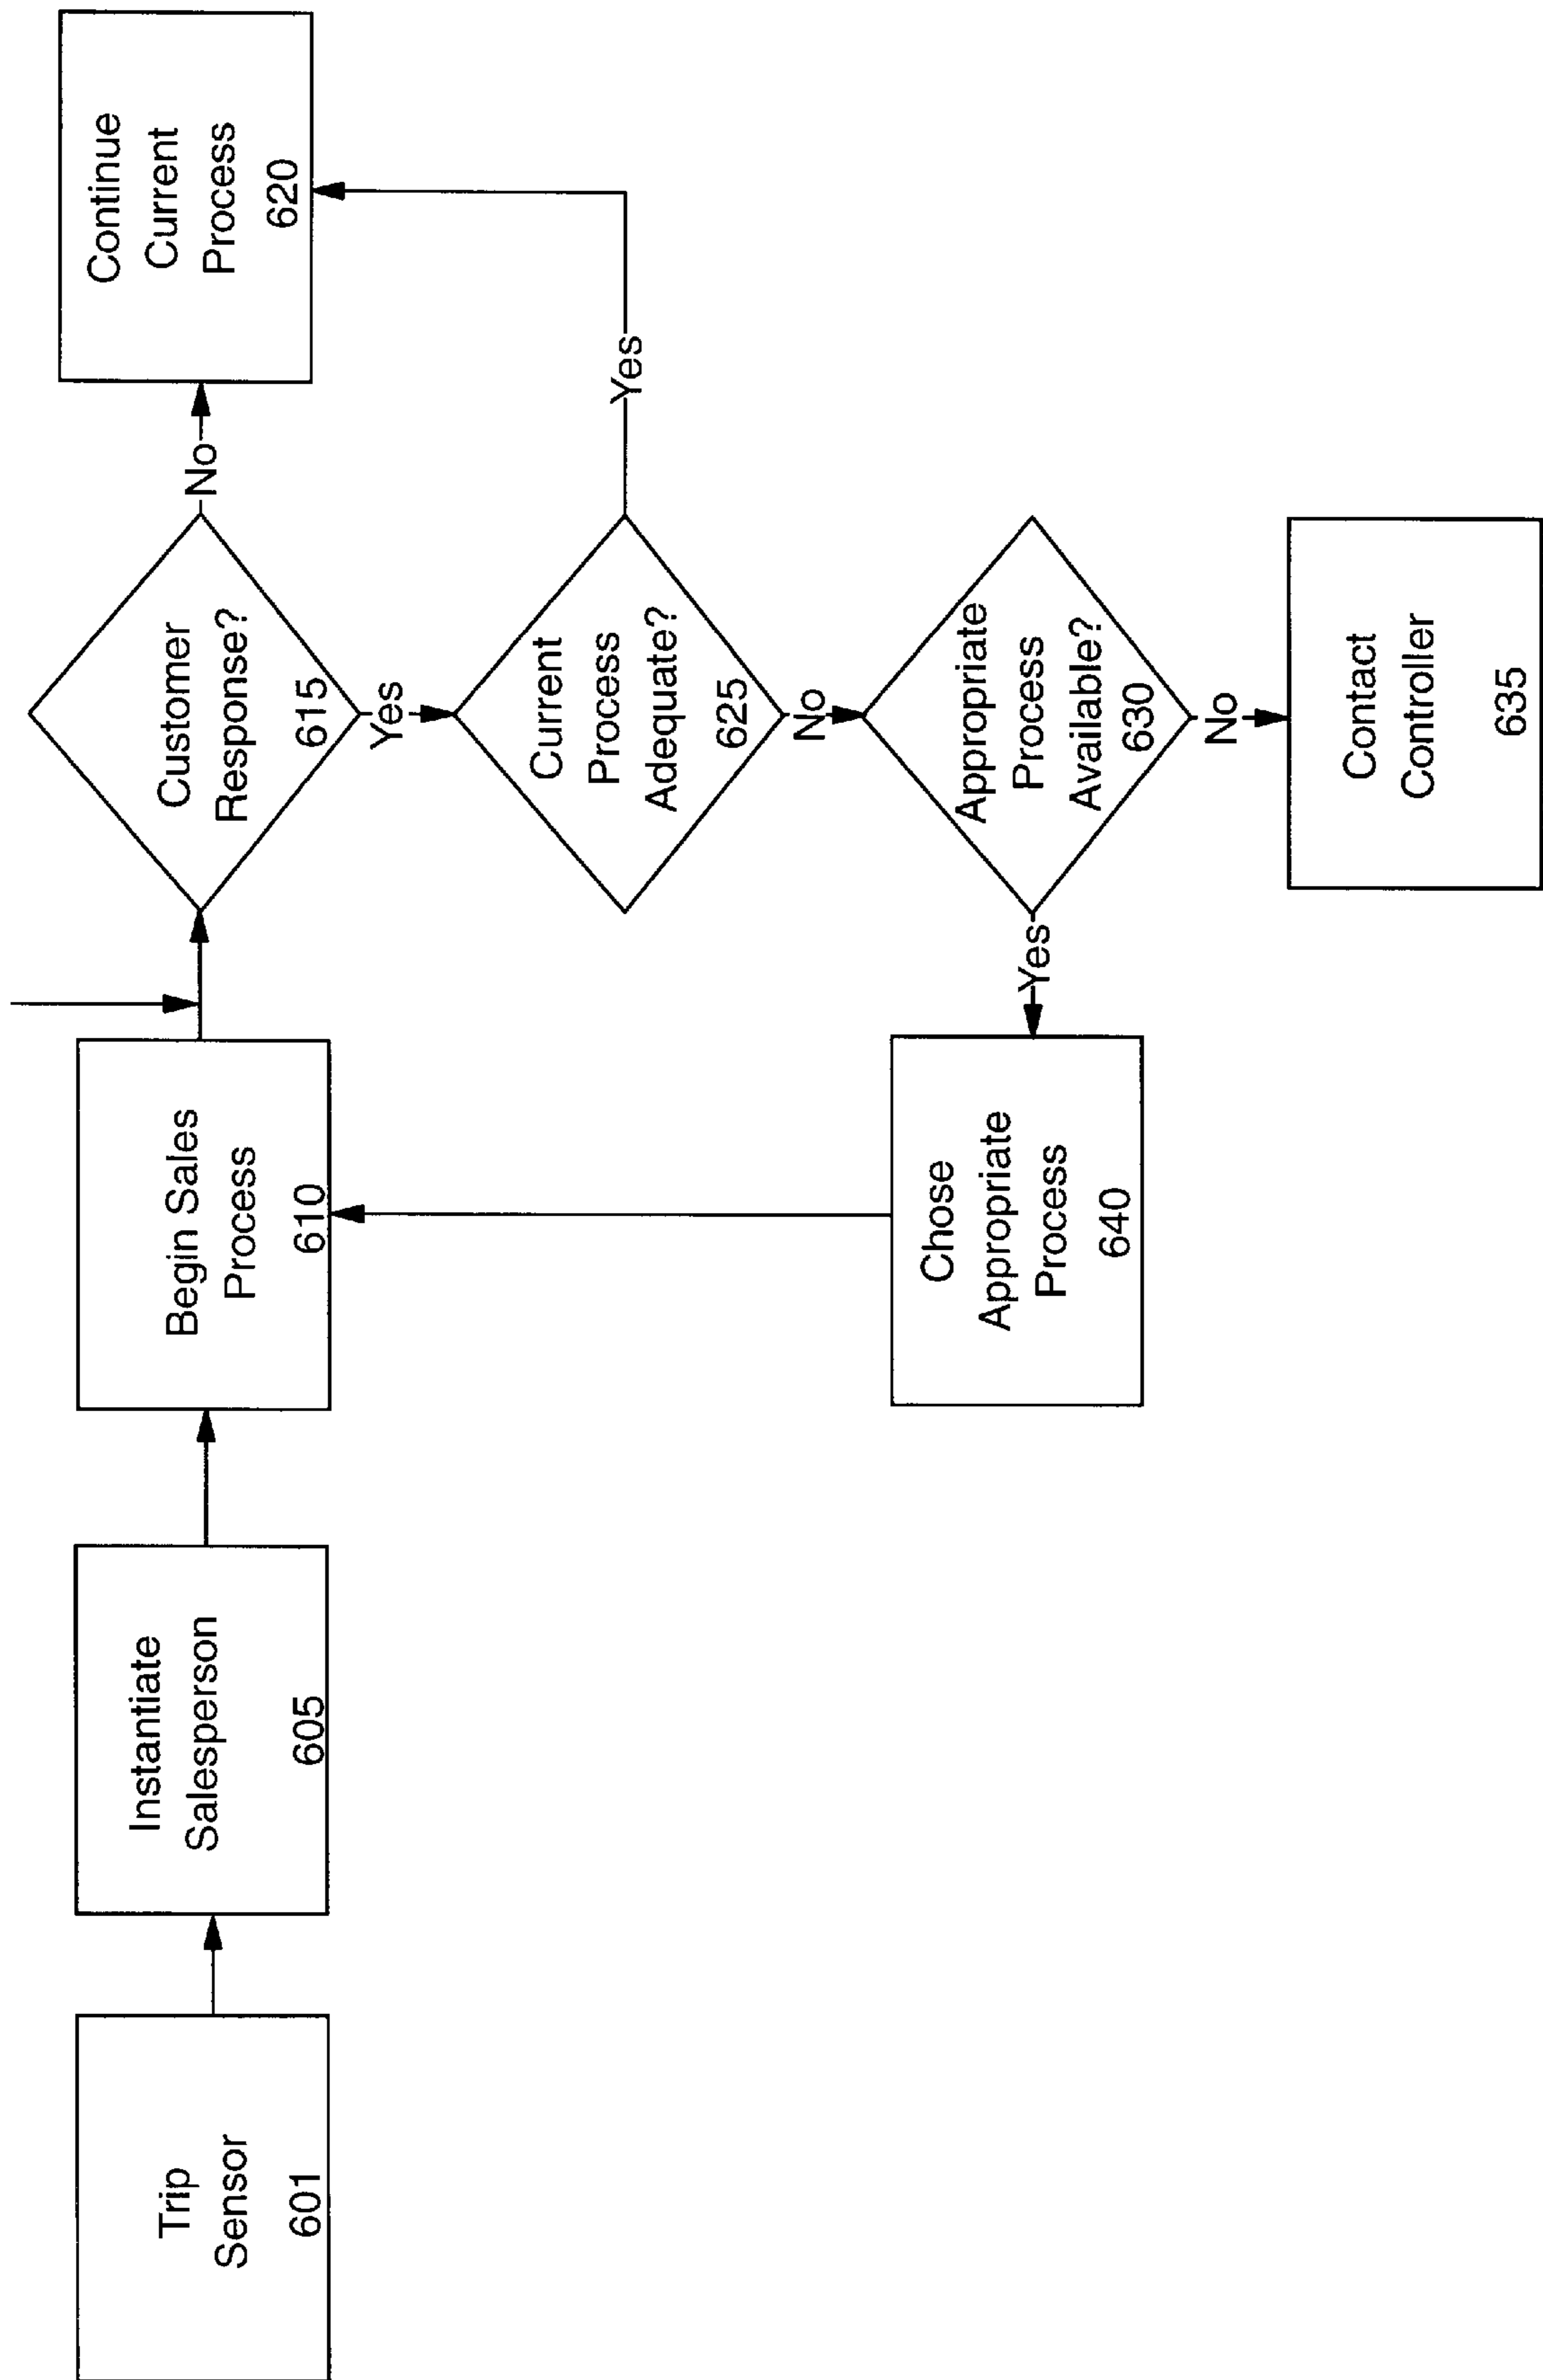 Trip
Sensor
601
Instantiate
Salesperson
605
Begin Sales
Process
610
Customer
Response?
615
No
Continue
Current
Process
620
Yes
Current
Process
Adequate?
625
Yes
No
Appropriate
Process
Available?
630
Yes
Chose
Appropriate
Process
640
No
Contact
Controller
635